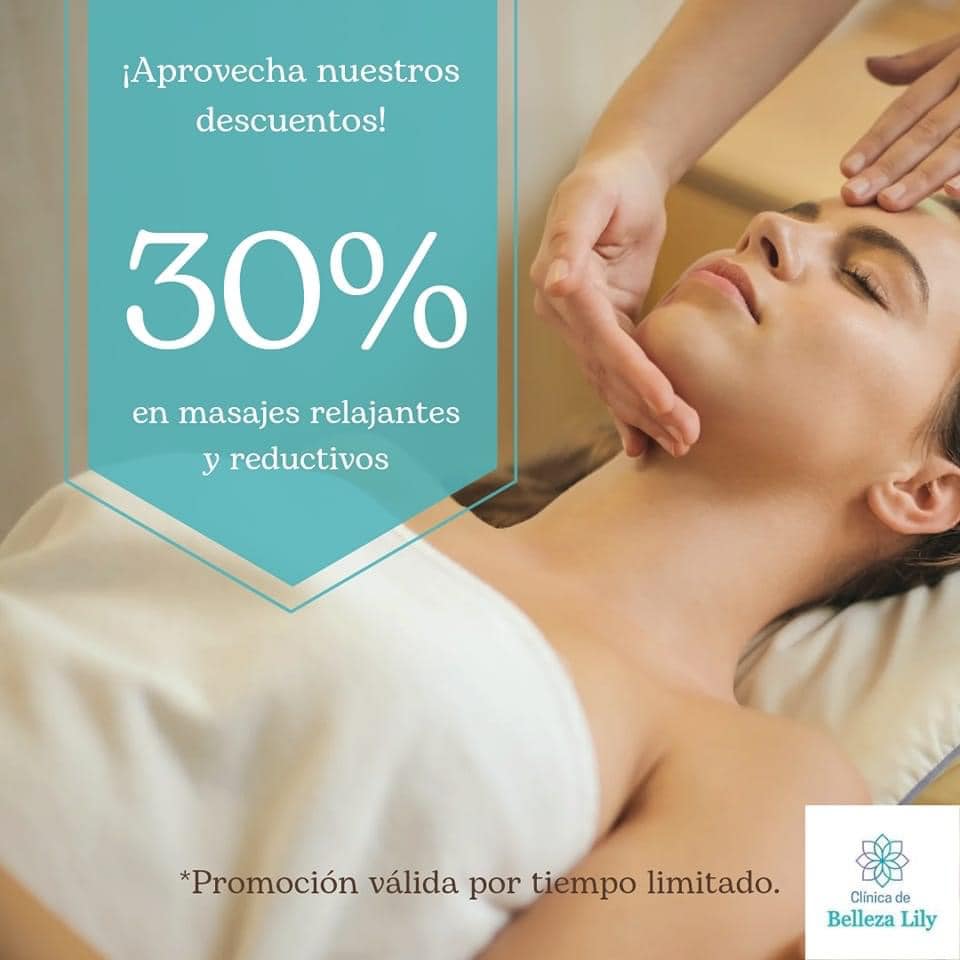 ¡Aprovecha nuestros
descuentos!
30%
en masajes relajantes
y reductivos
*Promoción válida por tiempo limitado.
Clínica de
Belleza Lily